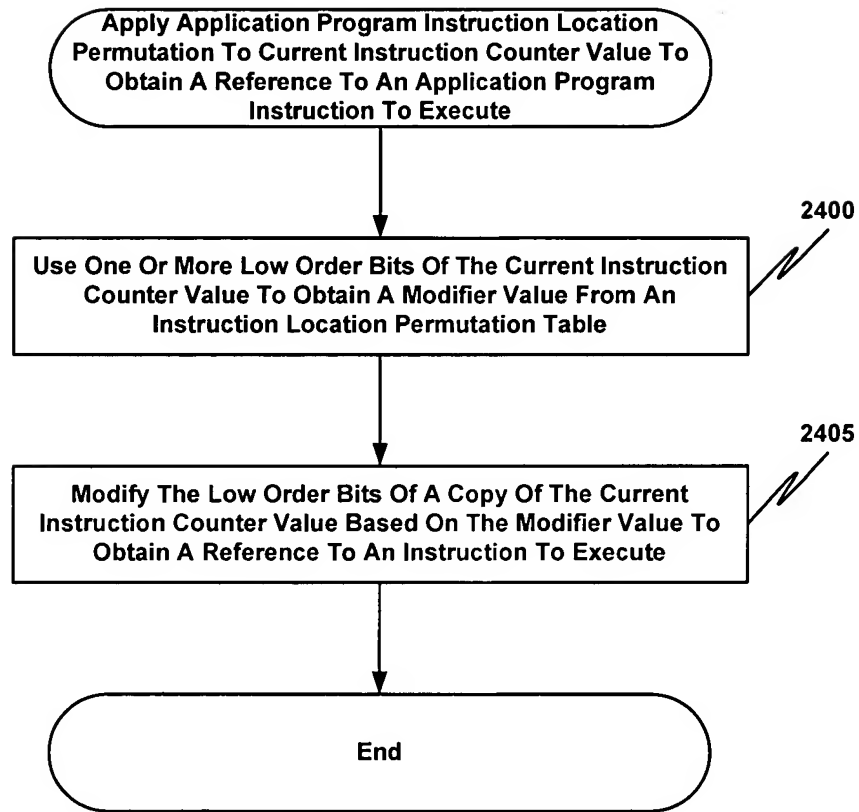 Apply Application Program Instruction Location
Permutation To Current Instruction Counter Value To
Obtain A Reference To An Application Program
Instruction To Execute
2400
Use One Or More Low Order Bits Of The Current Instruction
Counter Value To Obtain A Modifier Value From An
Instruction Location Permutation Table
2405
Modify The Low Order Bits Of A Copy Of The Current
Instruction Counter Value Based On The Modifier Value To
Obtain A Reference To An Instruction To Execute
End